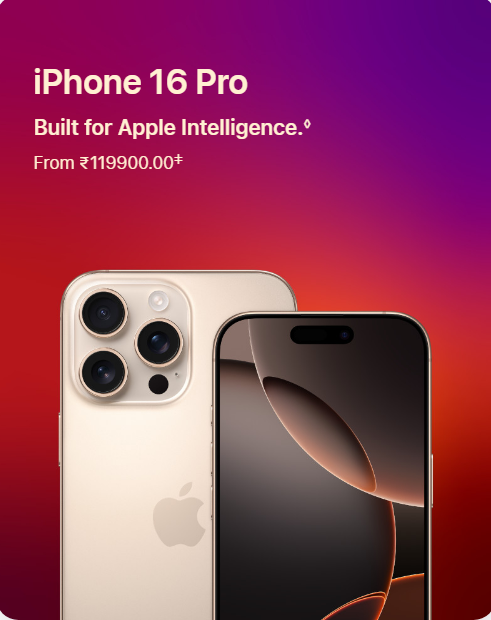 iPhone 16 Pro
Built for Apple Intelligence.◊
From ₹119900.00‡